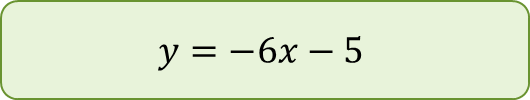 y = −6x − 5